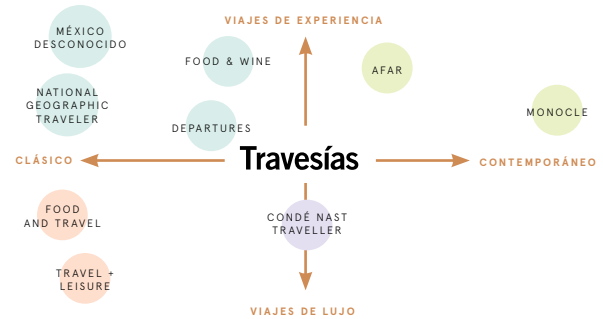 VIAJES DE EXPERIENCIA
MÉXICO
DESCONOCIDO
FOOD & WINE
AFAR
NATIONAL
GEOGRAPHIC
TRAVELER
MONOCLE
DEPARTURES
CLÁSICO
Travesías
CONTEMPORÁNEO
FOOD
AND TRAVEL
CONDÉ NAST
TRAVELLER
TRAVEL +
LEISURE
VIAJES DE LUJO